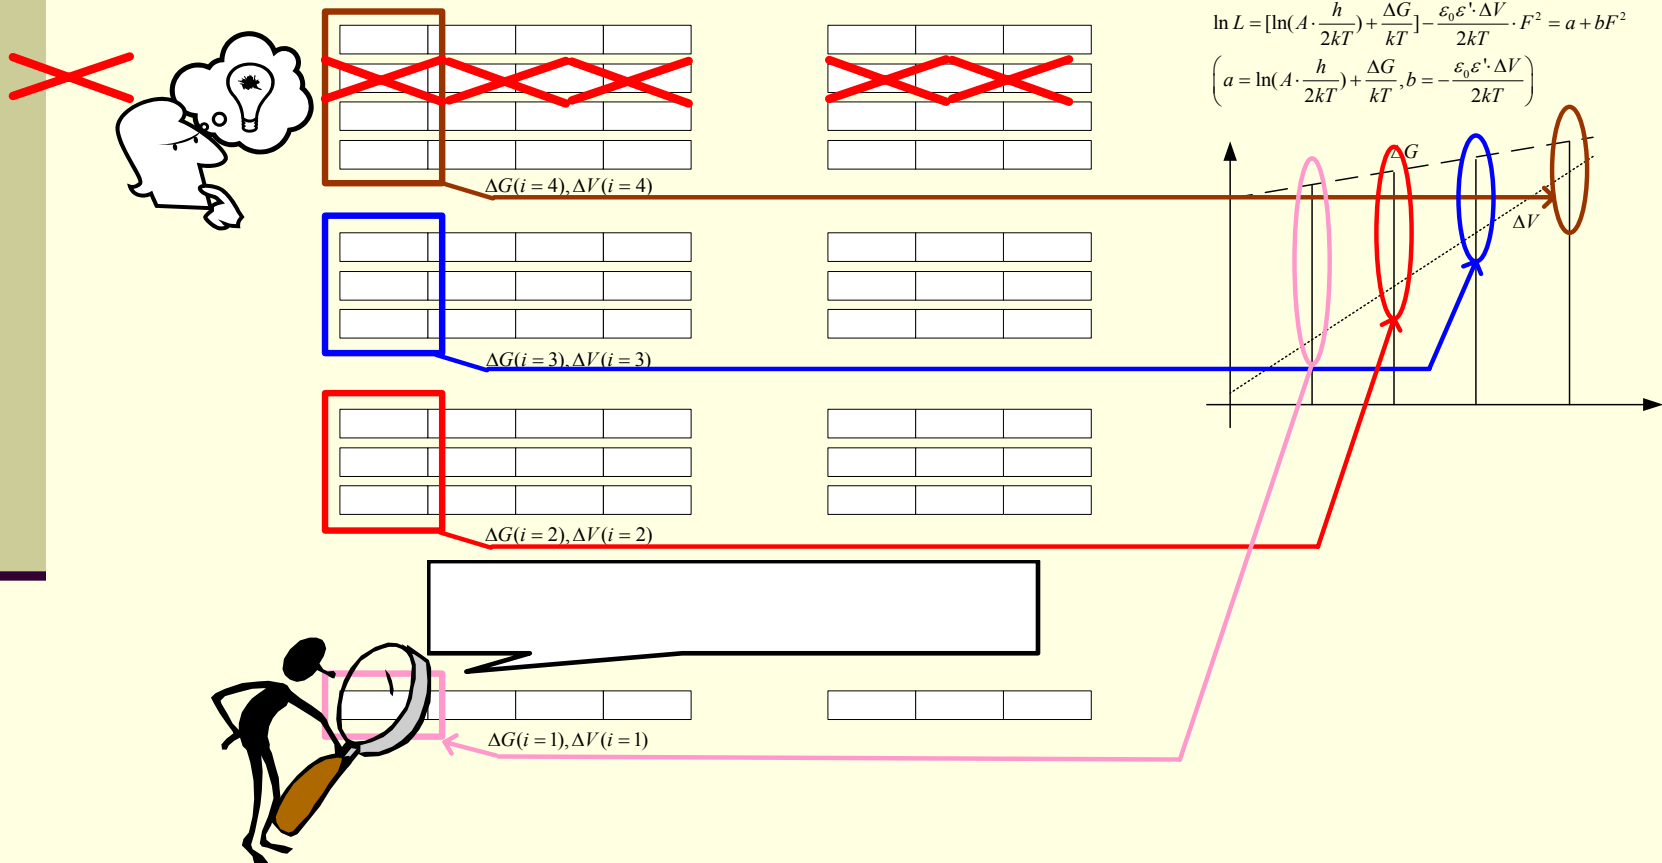 ln L = [ln(A · h/2kT) + ΔG/kT] − ε₀ε'·ΔV/2kT · F² = a + bF²
(a = ln(A · h/2kT) + ΔG/kT, b = − ε₀ε'·ΔV/2kT)
ΔG
ΔG(i = 4), ΔV(i = 4)
ΔV
ΔG(i = 3), ΔV(i = 3)
ΔG(i = 2), ΔV(i = 2)
ΔG(i = 1), ΔV(i = 1)